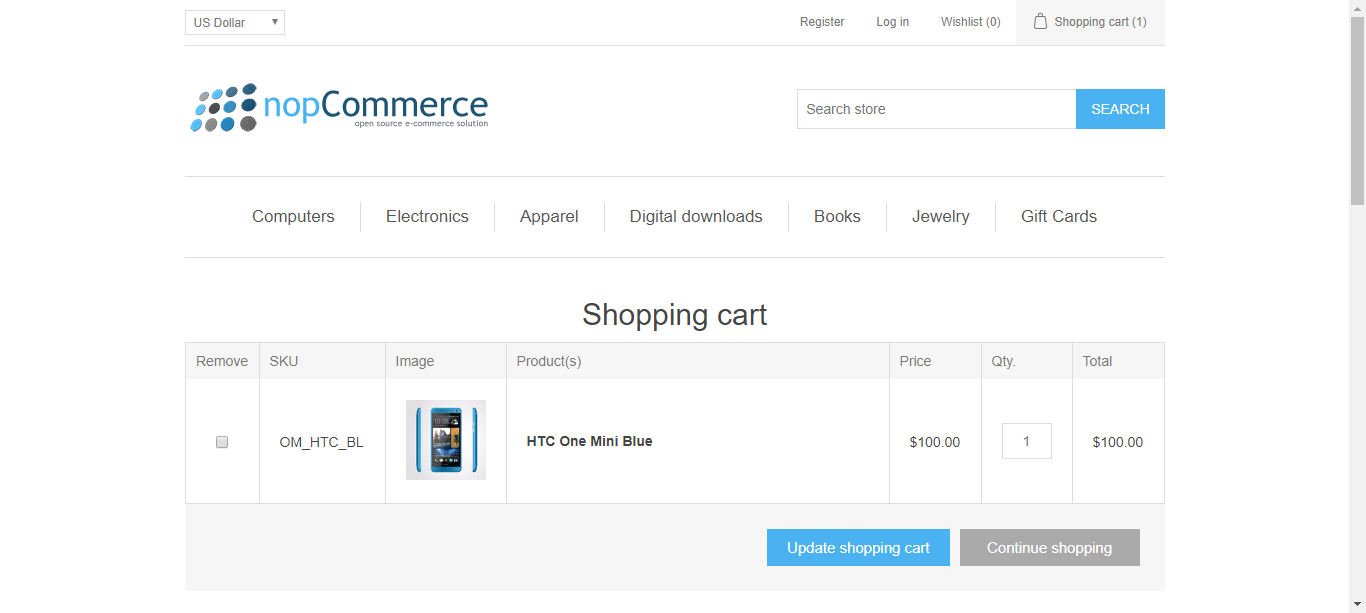 US Dollar Register Log in Wishlist (0) Shopping cart (1)
nopCommerce
open source e-commerce solution
Search store SEARCH
Computers Electronics Apparel Digital downloads Books Jewelry Gift Cards
Shopping cart
Remove SKU Image Product(s) Price Qty. Total
OM_HTC_BL HTC One Mini Blue $100.00 1 $100.00
Update shopping cart Continue shopping